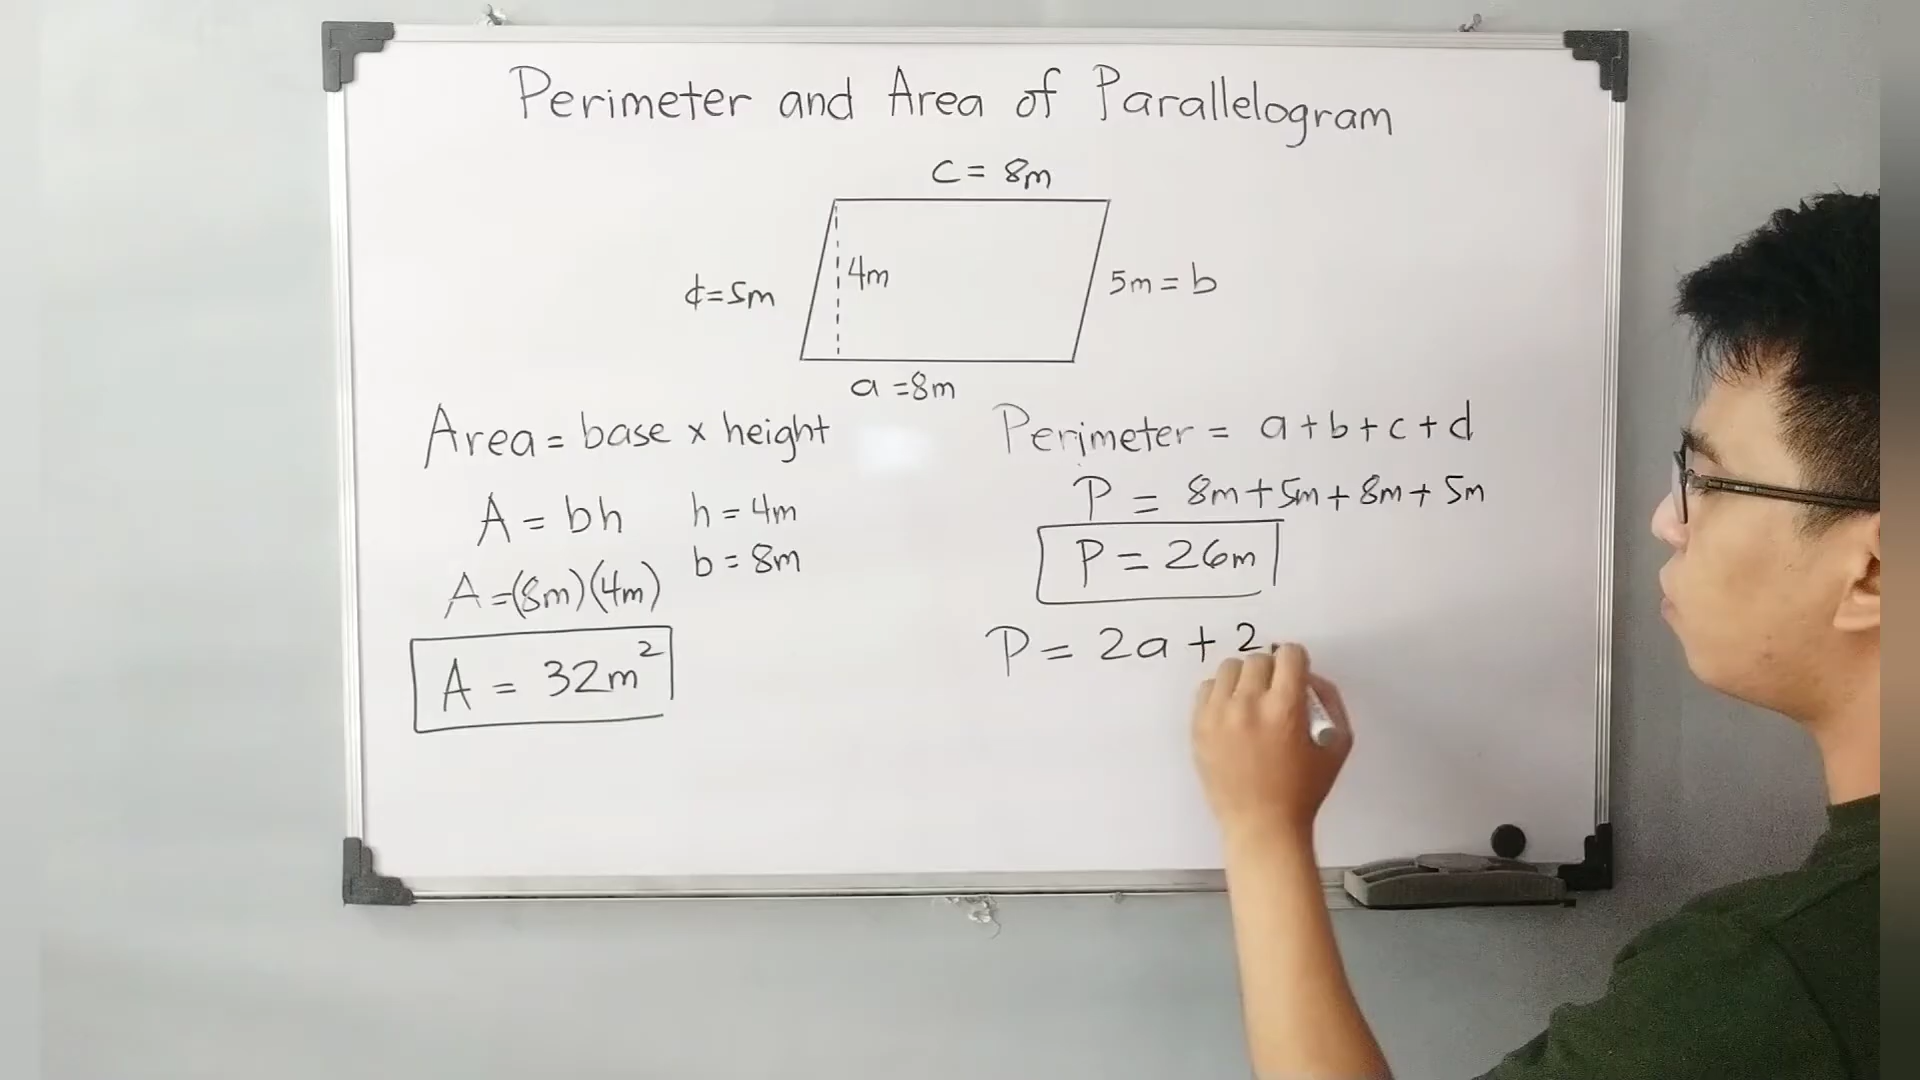 Perimeter and Area of Parallelogram
c = 8m
4m
d=5m
5m = b
a =8m
Area = base x height
A = bh
h = 4m
b = 8m
A =(8m)(4m)
A = 32m²
Perimeter = a + b + c + d
P = 8m + 5m + 8m + 5m
P = 26m
P = 2a + 2